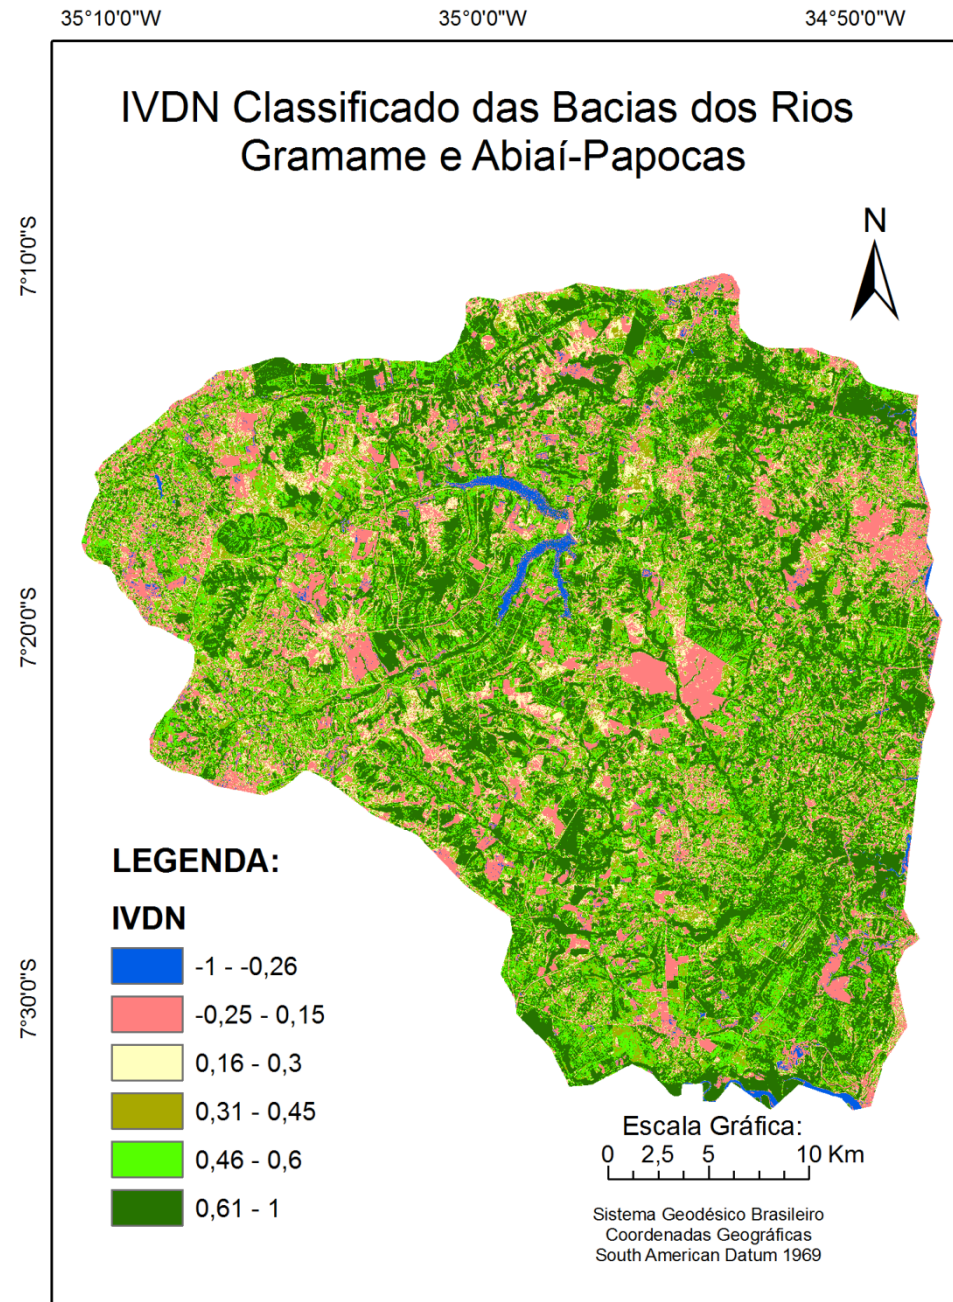 35°10'0"W 35°0'0"W 34°50'0"W
IVDN Classificado das Bacias dos Rios
Gramame e Abiaí-Papocas
N
7°10'0"S
7°20'0"S
7°30'0"S
LEGENDA:
IVDN
-1 - -0,26
-0,25 - 0,15
0,16 - 0,3
0,31 - 0,45
0,46 - 0,6
0,61 - 1
Escala Gráfica:
0 2,5 5 10 Km
Sistema Geodésico Brasileiro
Coordenadas Geográficas
South American Datum 1969